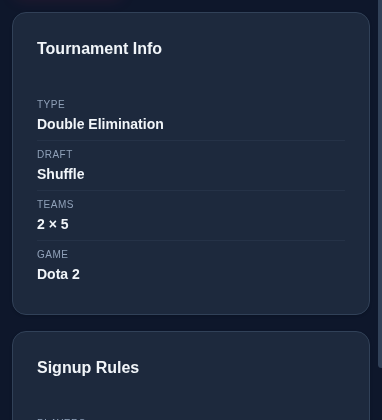 Tournament Info
TYPE
Double Elimination
DRAFT
Shuffle
TEAMS
2 × 5
GAME
Dota 2
Signup Rules